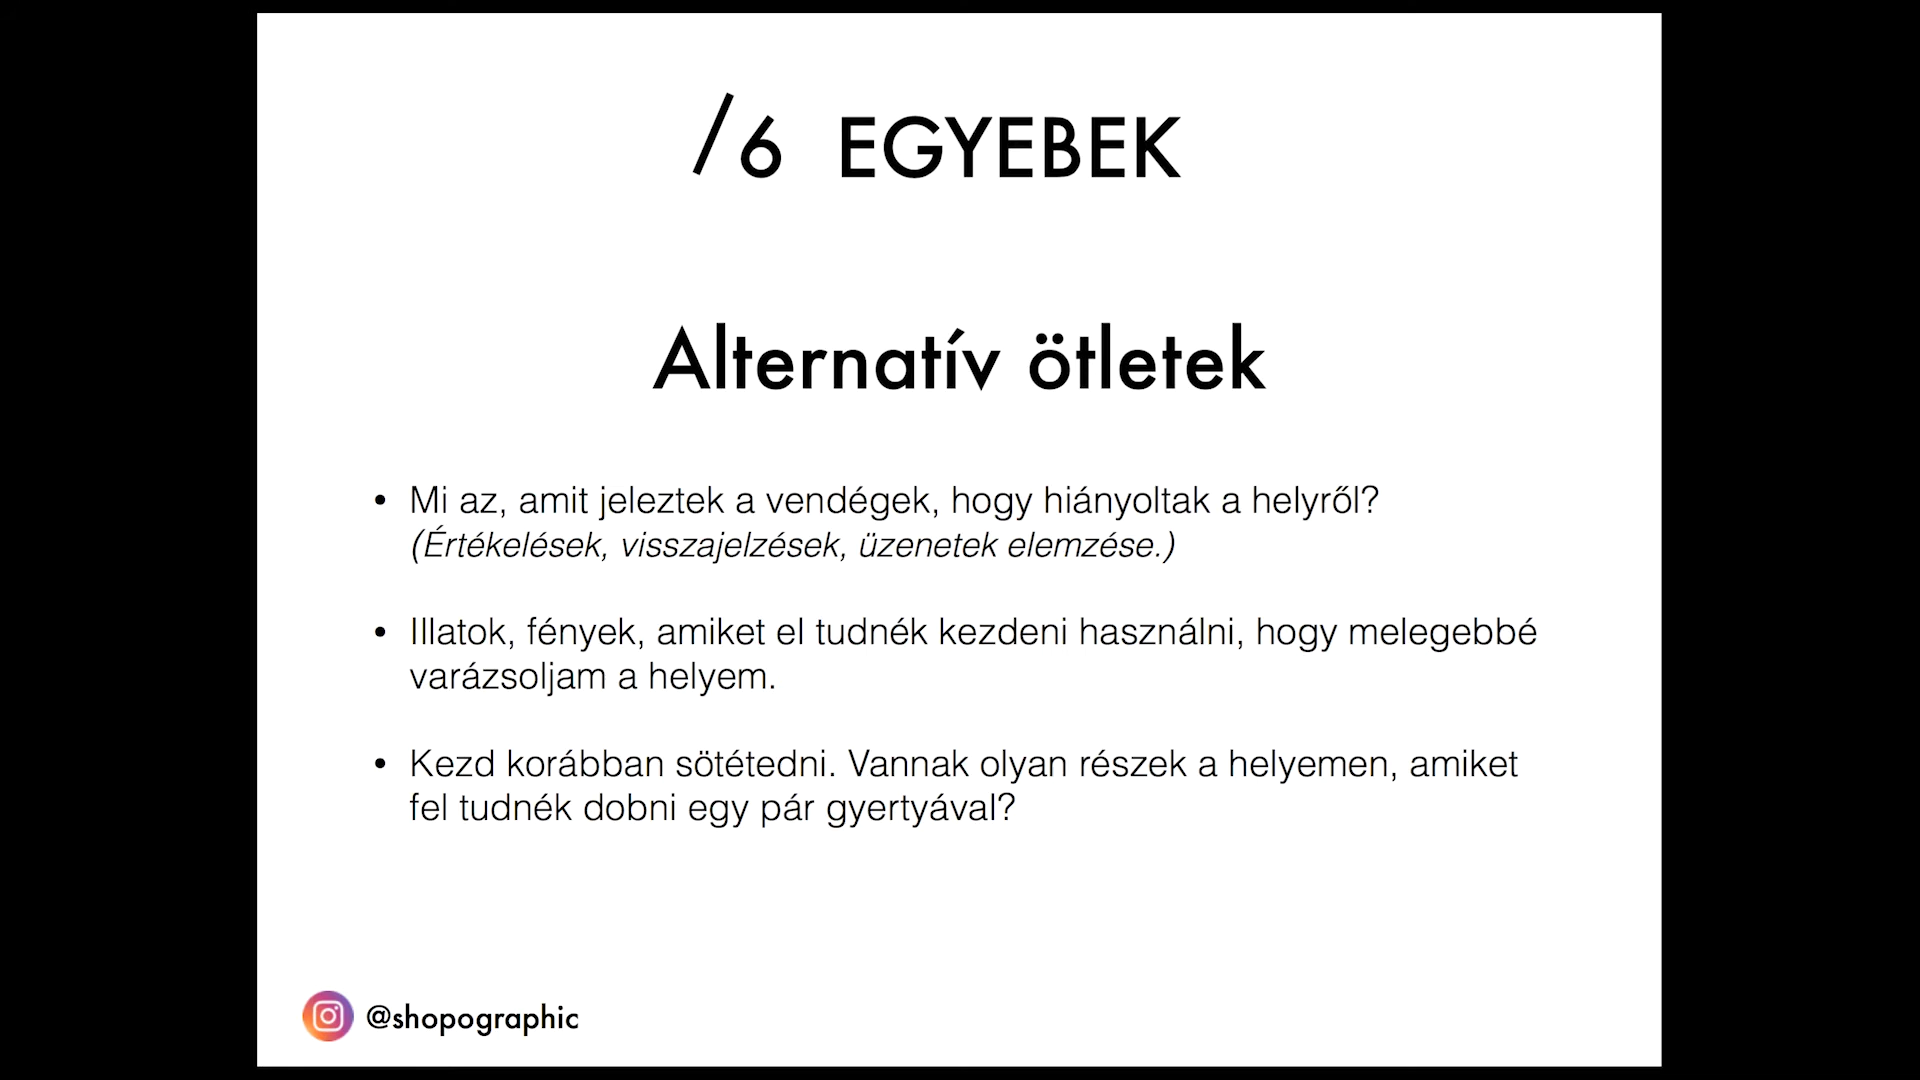 /6 EGYEBEK
Alternatív ötletek
• Mi az, amit jeleztek a vendégek, hogy hiányoltak a helyről?
(Értékelések, visszajelzések, üzenetek elemzése.)
• Illatok, fények, amiket el tudnék kezdeni használni, hogy melegebbé
varázsoljam a helyem.
• Kezd korábban sötétedni. Vannak olyan részek a helyemen, amiket
fel tudnék dobni egy pár gyertyával?
@shopographic